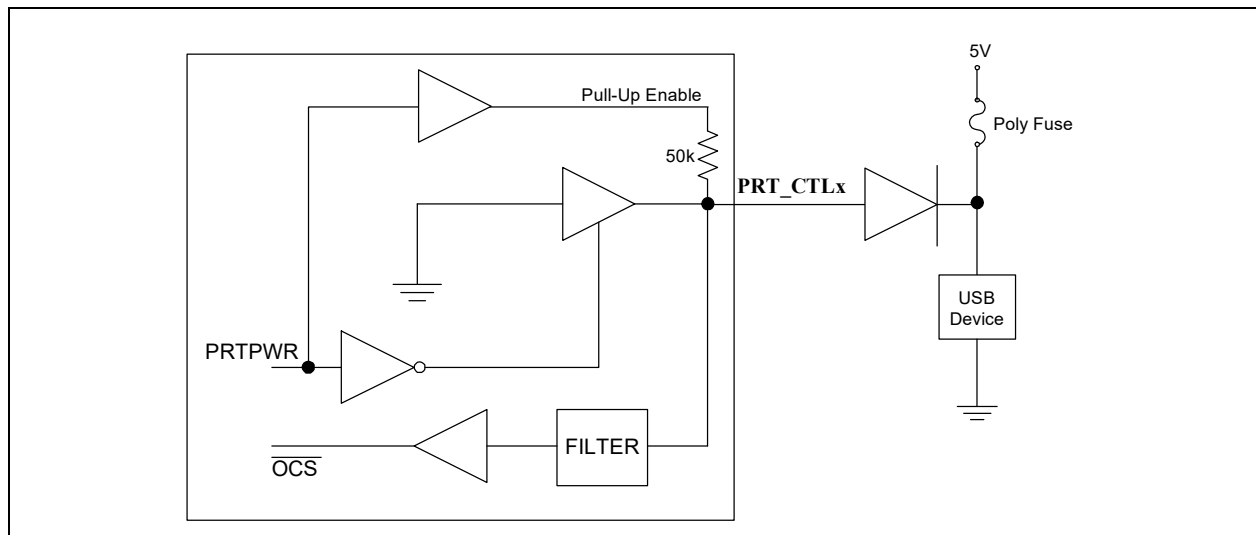 5V
Pull-Up Enable
Poly Fuse
50k
PRT_CTLx
USB
Device
PRTPWR
FILTER
OCS